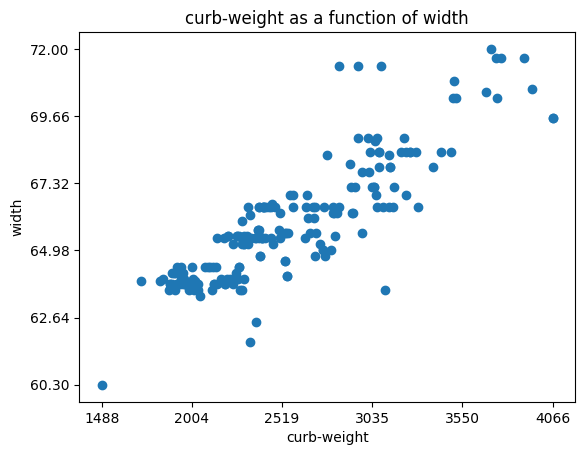 curb-weight as a function of width
72.00
69.66
67.32
64.98
62.64
60.30
width
1488 2004 2519 3035 3550 4066
curb-weight